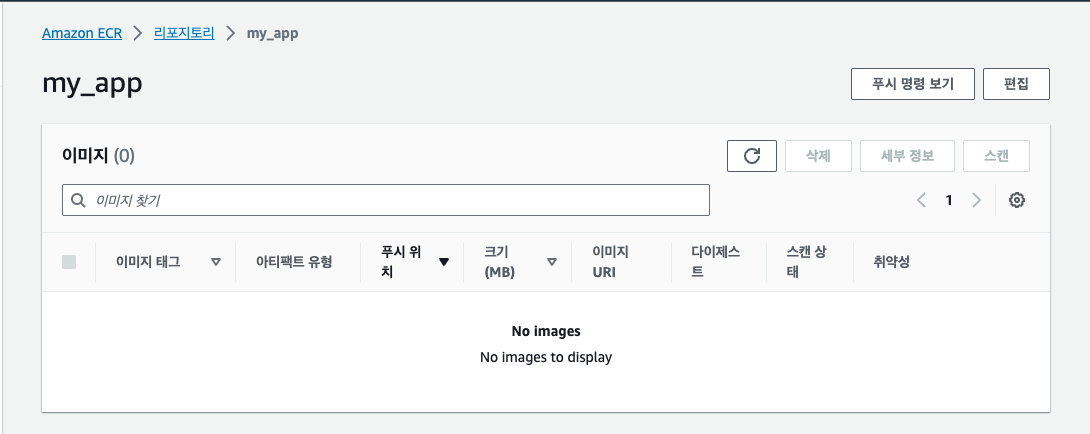 Amazon ECR > 리포지토리 > my_app
my_app
푸시 명령 보기
편집
이미지 (0)
삭제
세부 정보
스캔
이미지 찾기
1
이미지 태그
아티팩트 유형
푸시 위
치
크기
(MB)
이미지
URI
다이제스
트
스캔 상
태
취약성
No images
No images to display